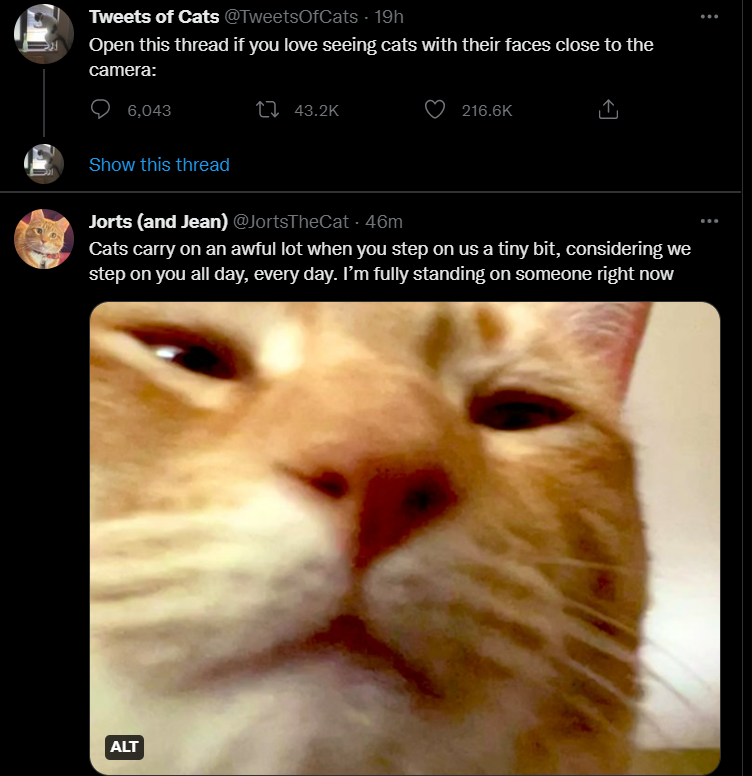 Tweets of Cats @TweetsOfCats · 19h
Open this thread if you love seeing cats with their faces close to the
camera:
6,043 43.2K 216.6K
Show this thread
Jorts (and Jean) @JortsTheCat · 46m
Cats carry on an awful lot when you step on us a tiny bit, considering we
step on you all day, every day. I’m fully standing on someone right now
ALT